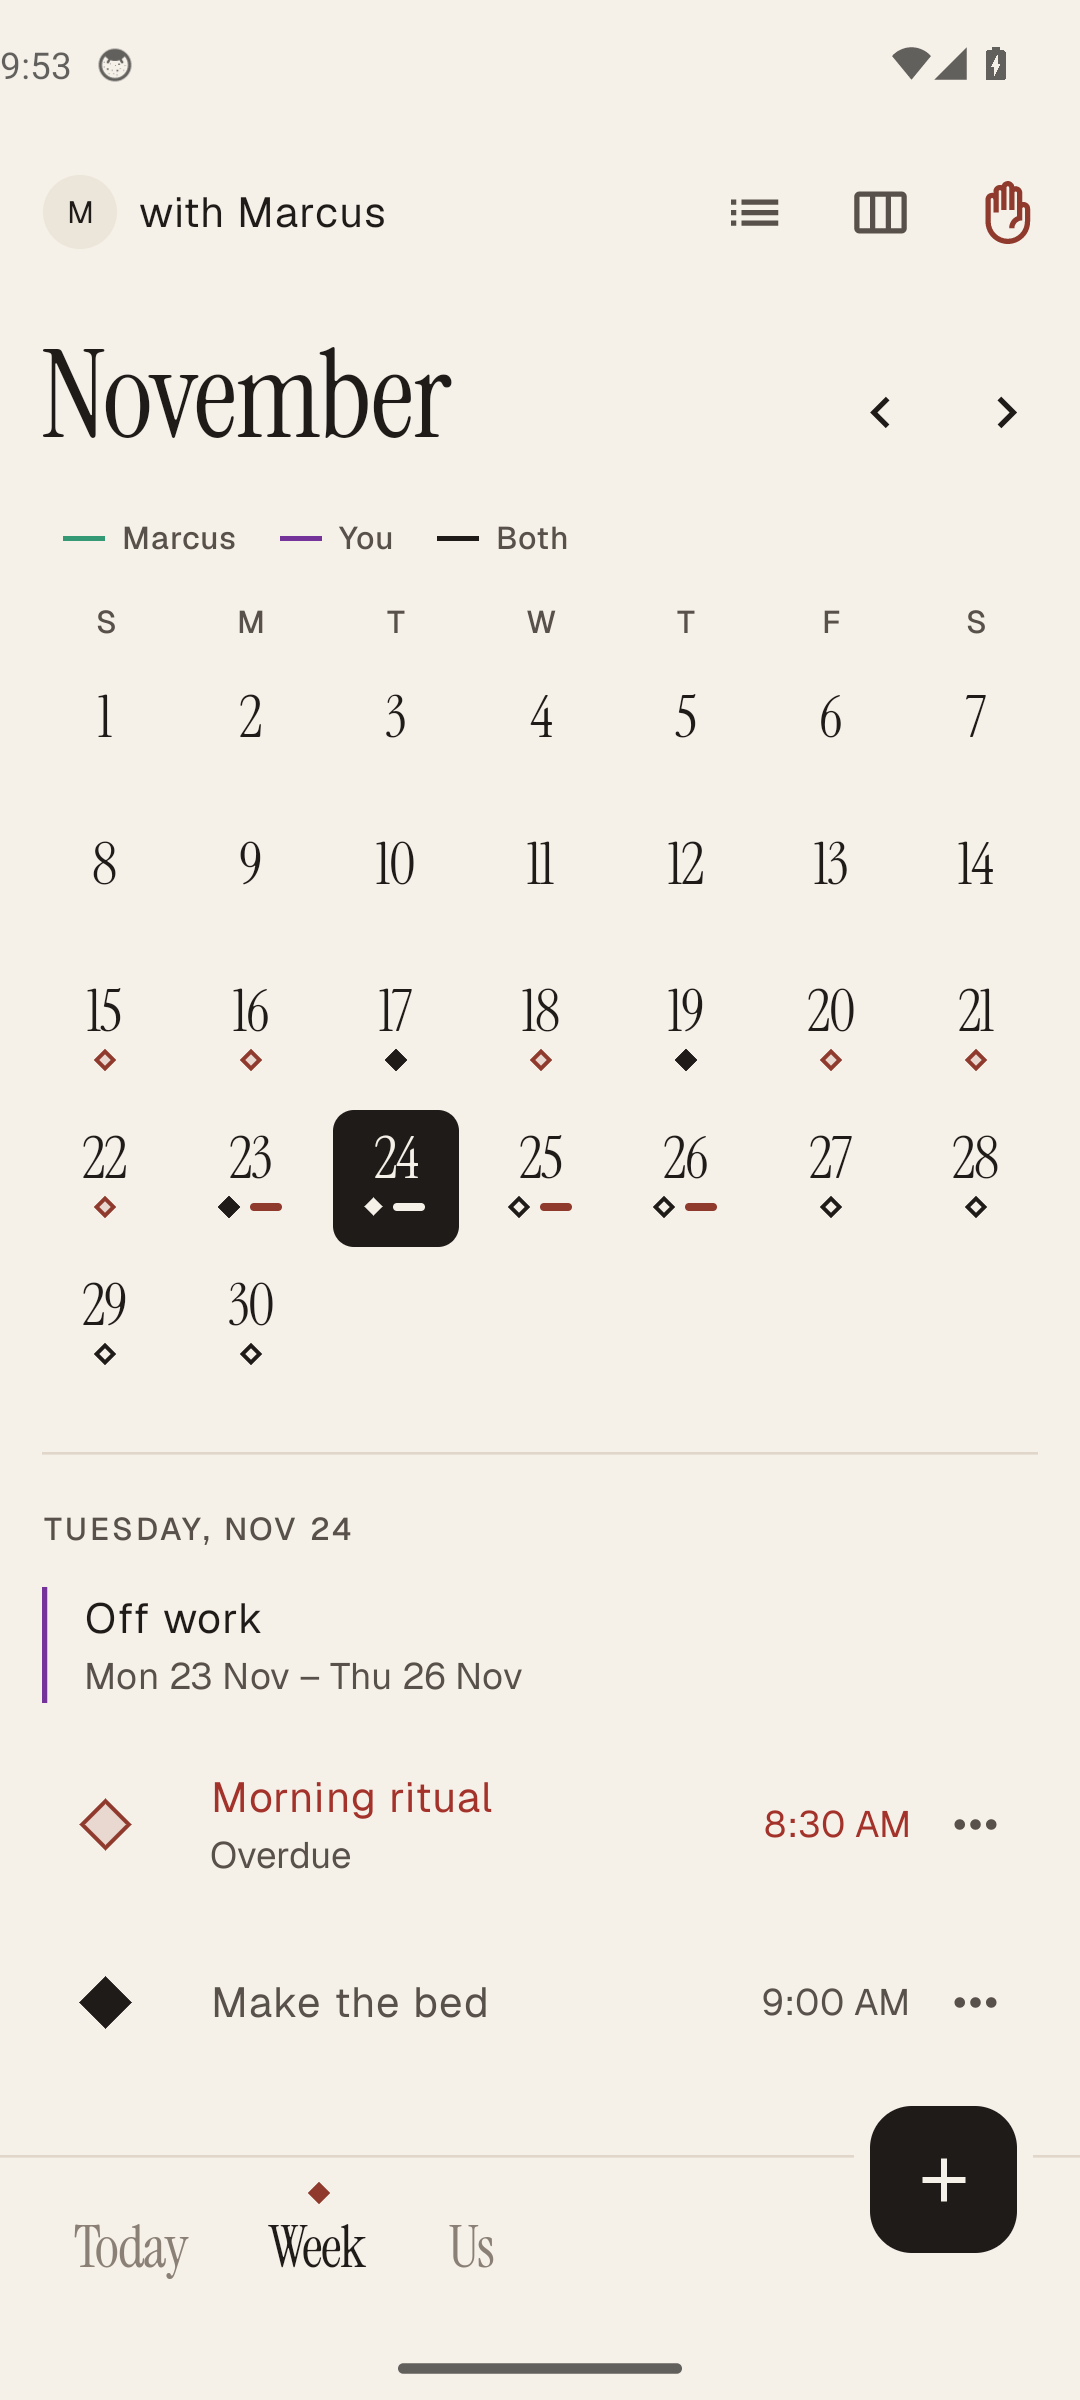 9:53
M with Marcus
November
Marcus You Both
S M T W T F S
1 2 3 4 5 6 7
8 9 10 11 12 13 14
15 16 17 18 19 20 21
22 23 24 25 26 27 28
29 30
TUESDAY, NOV 24
Off work
Mon 23 Nov – Thu 26 Nov
Morning ritual 8:30 AM
Overdue
Make the bed 9:00 AM
Today Week Us